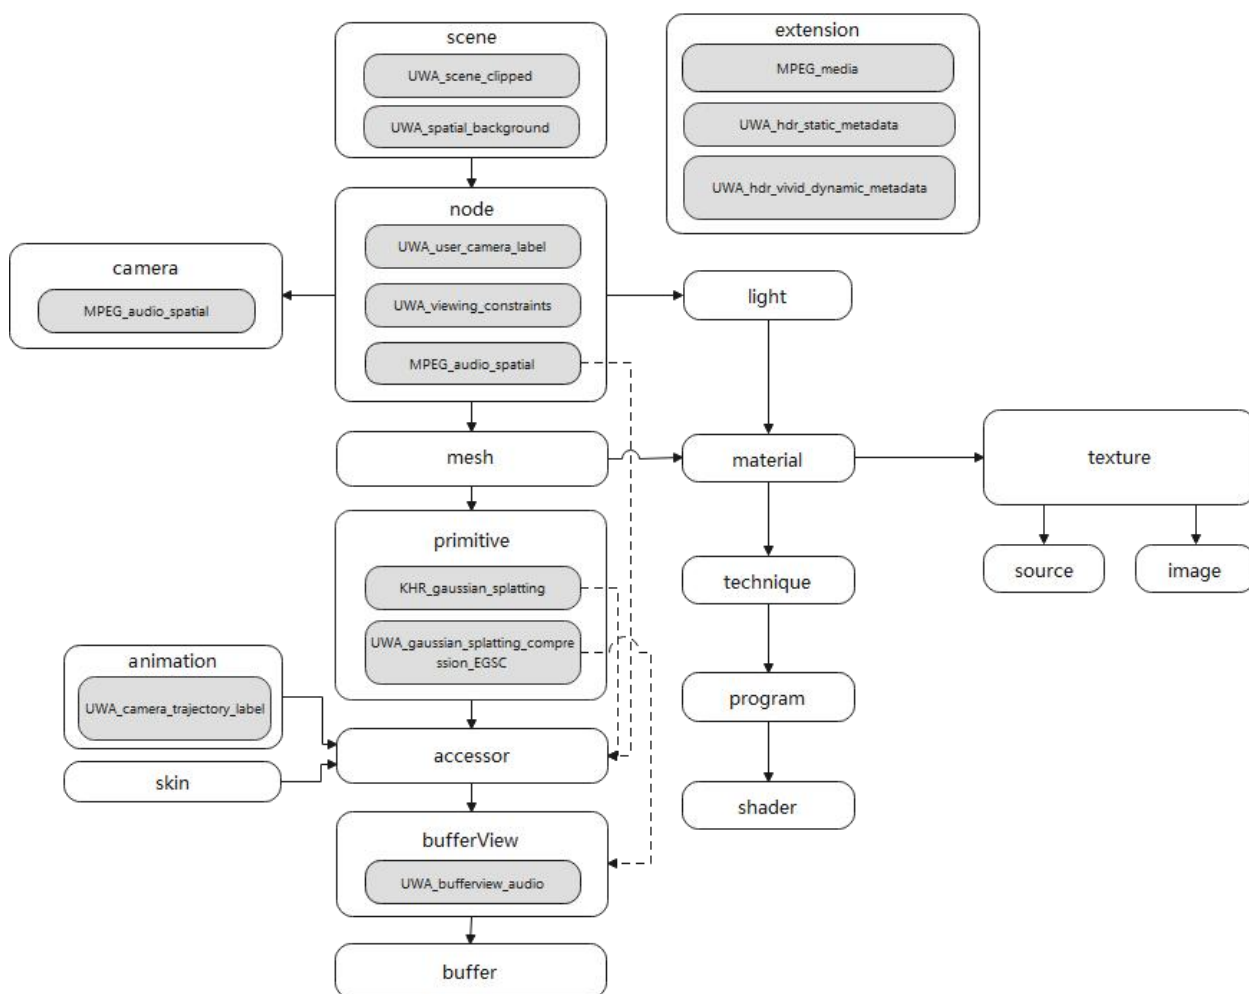 scene
UWA_scene_clipped
UWA_spatial_background
extension
MPEG_media
UWA_hdr_static_metadata
UWA_hdr_vivid_dynamic_metadata
node
UWA_user_camera_label
UWA_viewing_constraints
MPEG_audio_spatial
camera
MPEG_audio_spatial
light
mesh
material
texture
source
image
primitive
KHR_gaussian_splatting
UWA_gaussian_splatting_compre
ssion_EGSC
technique
animation
UWA_camera_trajectory_label
program
accessor
skin
shader
bufferView
UWA_bufferview_audio
buffer